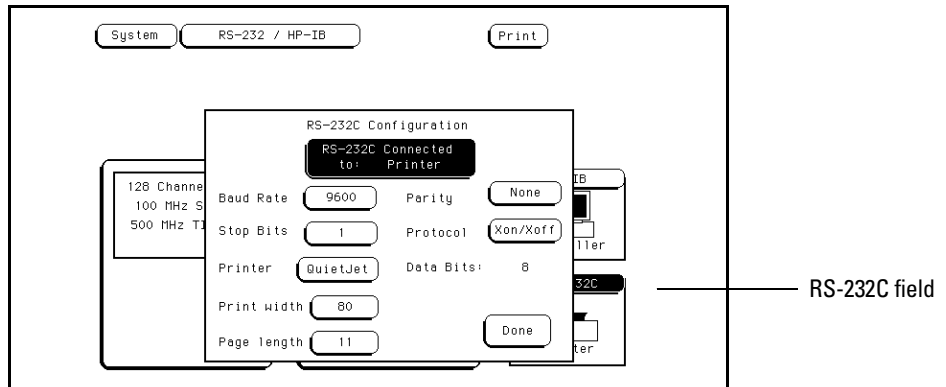 System RS-232 / HP-IB Print
RS-232C Configuration
RS-232C Connected
to: Printer
128 Channe
100 MHz S
500 MHz TI
Baud Rate 9600 Parity None
Stop Bits 1 Protocol Xon/Xoff
Printer QuietJet Data Bits: 8
Print width 80
Page length 11 Done
IB
ller
32C
ter
RS-232C field